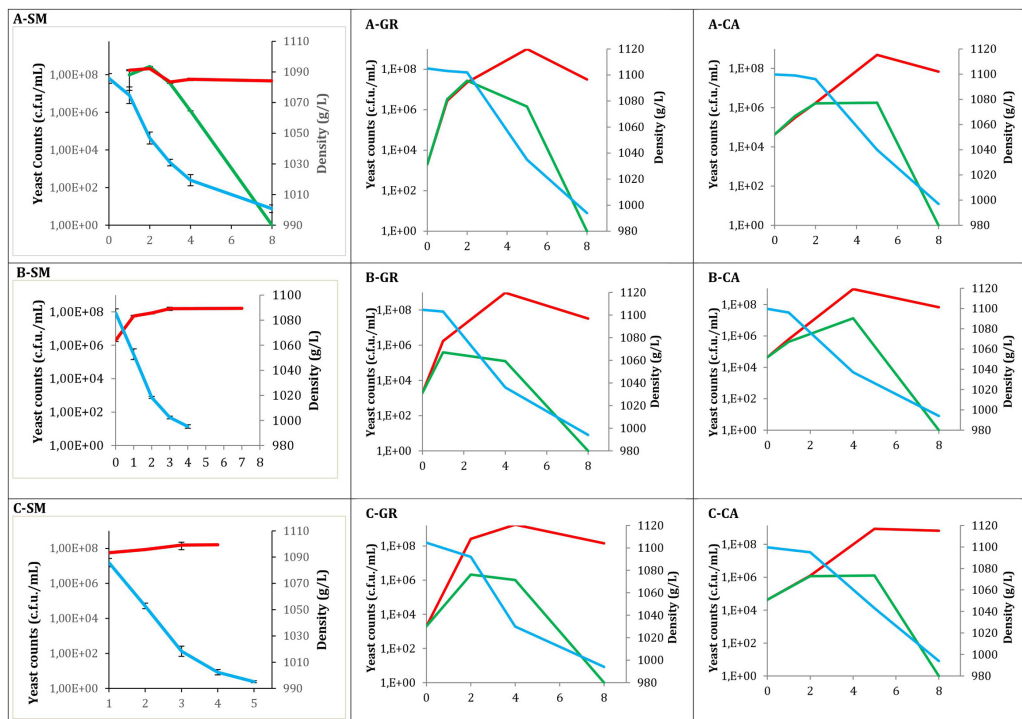 A-SM
Yeast Counts (c.f.u/mL)
1,00E+08
1,00E+06
1,00E+04
1,00E+02
1,00E+00
0 2 4 6 8
1110
1090
1070
1050
1030
1010
990
Density (g/L)
A-GR
Yeast counts (c.f.u./mL)
1,E+08
1,E+06
1,E+04
1,E+02
1,E+00
0 2 4 6 8
1120
1100
1080
1060
1040
1020
1000
980
Density (g/L)
A-CA
Yeast counts (c.f.u./mL)
1,E+08
1,E+06
1,E+04
1,E+02
1,E+00
0 2 4 6 8
1120
1100
1080
1060
1040
1020
1000
980
Density (g/L)
B-SM
Yeast counts (c.f.u./mL)
1,00E+08
1,00E+06
1,00E+04
1,00E+02
1,00E+00
0 1 2 3 4 5 6 7 8
1100
1080
1060
1040
1020
1000
980
Density (g/L)
B-GR
Yeast counts (c.f.u./mL)
1,E+08
1,E+06
1,E+04
1,E+02
1,E+00
0 2 4 6 8
1120
1100
1080
1060
1040
1020
1000
980
Density (g/L)
B-CA
Yeast counts (c.f.u./mL)
1,E+08
1,E+06
1,E+04
1,E+02
1,E+00
0 2 4 6 8
1120
1100
1080
1060
1040
1020
1000
980
Density (g/L)
C-SM
Yeast counts (c.f.u./mL)
1,00E+08
1,00E+06
1,00E+04
1,00E+02
1,00E+00
1 2 3 4 5
1110
1090
1070
1050
1030
1010
990
Density (g/L)
C-GR
Yeast counts (c.f.u./mL)
1,E+08
1,E+06
1,E+04
1,E+02
1,E+00
0 2 4 6 8
1120
1100
1080
1060
1040
1020
1000
980
Density (g/L)
C-CA
Yeast counts (c.f.u./mL)
1,E+08
1,E+06
1,E+04
1,E+02
1,E+00
0 2 4 6 8
1120
1100
1080
1060
1040
1020
1000
980
Density (g/L)